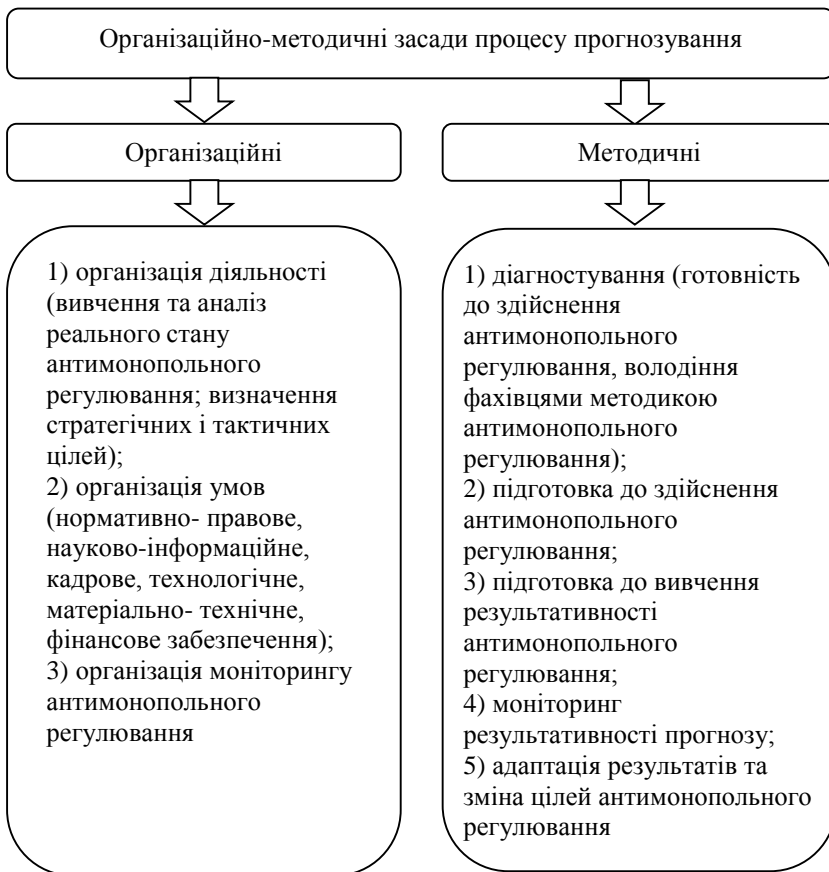 Організаційно-методичні засади процесу прогнозування
Організаційні
Методичні
1) організація діяльності
(вивчення та аналіз
реального стану
антимонопольного
регулювання; визначення
стратегічних і тактичних
цілей);
2) організація умов
(нормативно- правове,
науково-інформаційне,
кадрове, технологічне,
матеріально- технічне,
фінансове забезпечення);
3) організація моніторингу
антимонопольного
регулювання
1) діагностування (готовність
до здійснення
антимонопольного
регулювання, володіння
фахівцями методикою
антимонопольного
регулювання);
2) підготовка до здійснення
антимонопольного
регулювання;
3) підготовка до вивчення
результативності
антимонопольного
регулювання;
4) моніторинг
результативності прогнозу;
5) адаптація результатів та
зміна цілей антимонопольного
регулювання